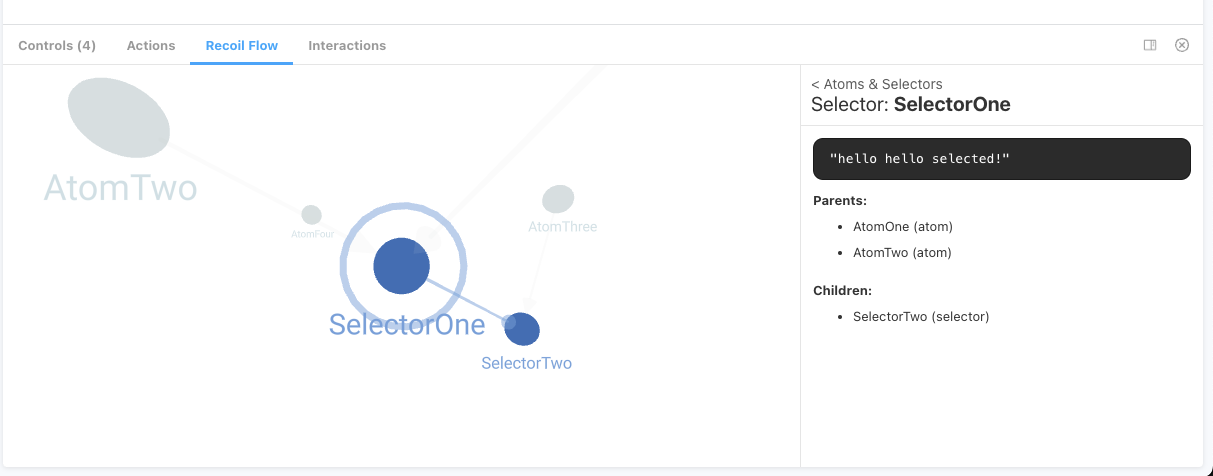 Controls (4) Actions Recoil Flow Interactions
AtomTwo
AtomFour
AtomThree
SelectorOne
SelectorTwo
< Atoms & Selectors
Selector: SelectorOne
"hello hello selected!"
Parents:
• AtomOne (atom)
• AtomTwo (atom)
Children:
• SelectorTwo (selector)